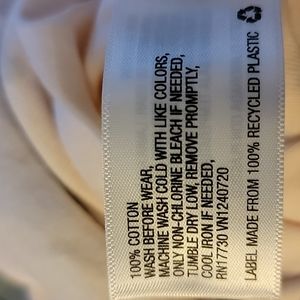 100% COTTON
WASH BEFORE WEAR,
MACHINE WASH COLD WITH LIKE COLORS,
ONLY NON-CHLORINE BLEACH IF NEEDED,
TUMBLE DRY LOW, REMOVE PROMPTLY,
COOL IRON IF NEEDED,
RN17730 VN1240720
LABEL MADE FROM 100% RECYCLED PLASTIC